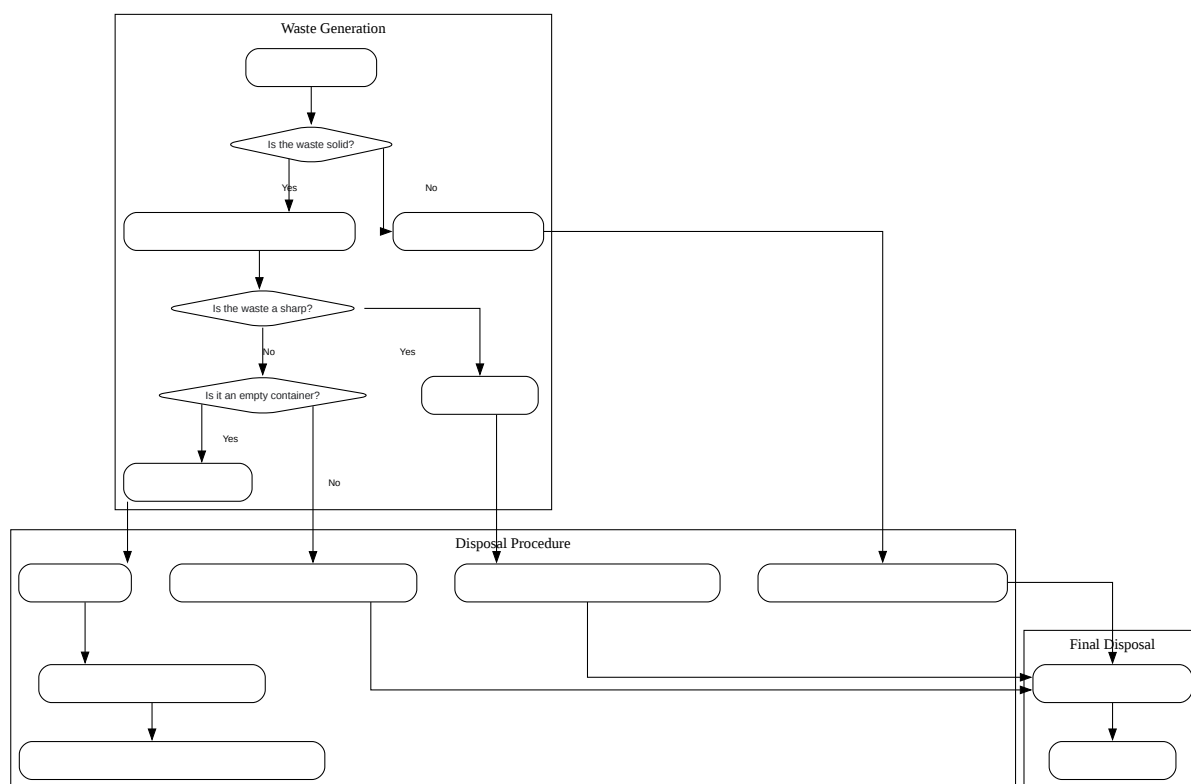 Waste Generation
Is the waste solid?
Yes
No
Is the waste a sharp?
No
Yes
Is it an empty container?
Yes
No
Disposal Procedure
Final Disposal